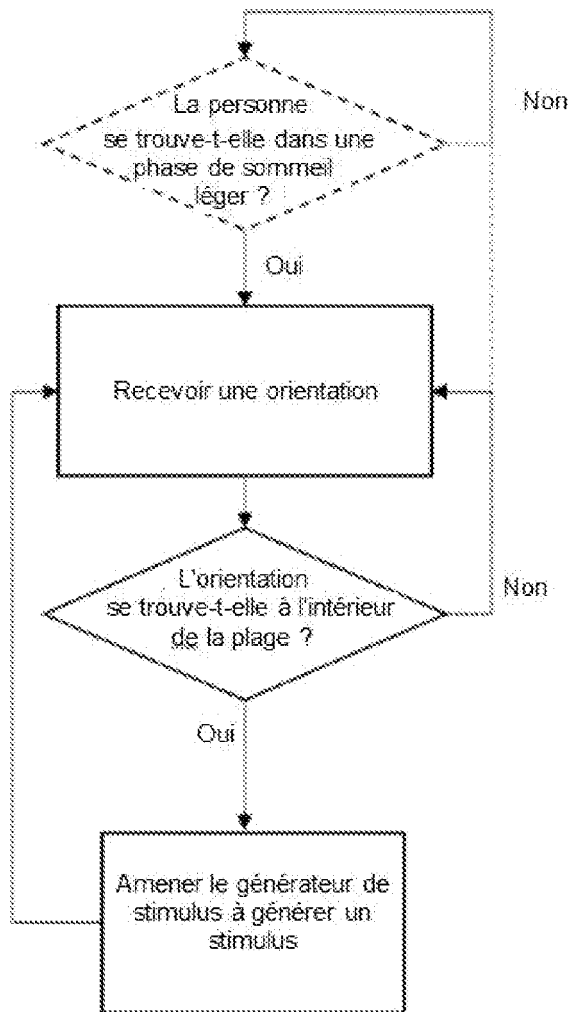 La personne
se trouve-t-elle dans une
phase de sommeil
léger ?
Non
Oui
Recevoir une orientation
L'orientation
se trouve-t-elle à l'intérieur
de la plage ?
Non
Oui
Amener le générateur de
stimulus à générer un
stimulus